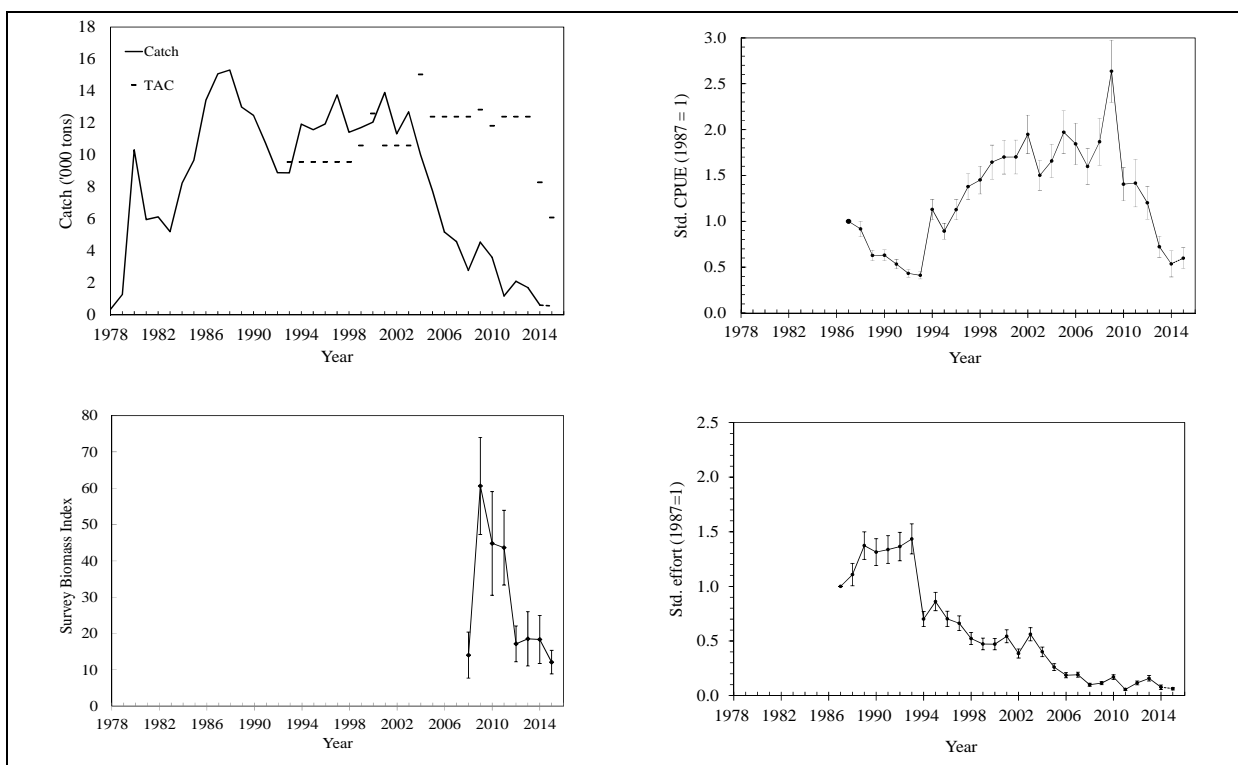 18
16
14
12
10
8
6
4
2
0
Catch ('000 tons)
Catch
TAC
1978 1982 1986 1990 1994 1998 2002 2006 2010 2014
Year
3.0
2.5
2.0
1.5
1.0
0.5
0.0
Std. CPUE (1987 = 1)
1978 1982 1986 1990 1994 1998 2002 2006 2010 2014
Year
80
70
60
50
40
30
20
10
0
Survey Biomass Index
1978 1982 1986 1990 1994 1998 2002 2006 2010 2014
Year
2.5
2.0
1.5
1.0
0.5
0.0
Std. effort (1987=1)
1978 1982 1986 1990 1994 1998 2002 2006 2010 2014
Year